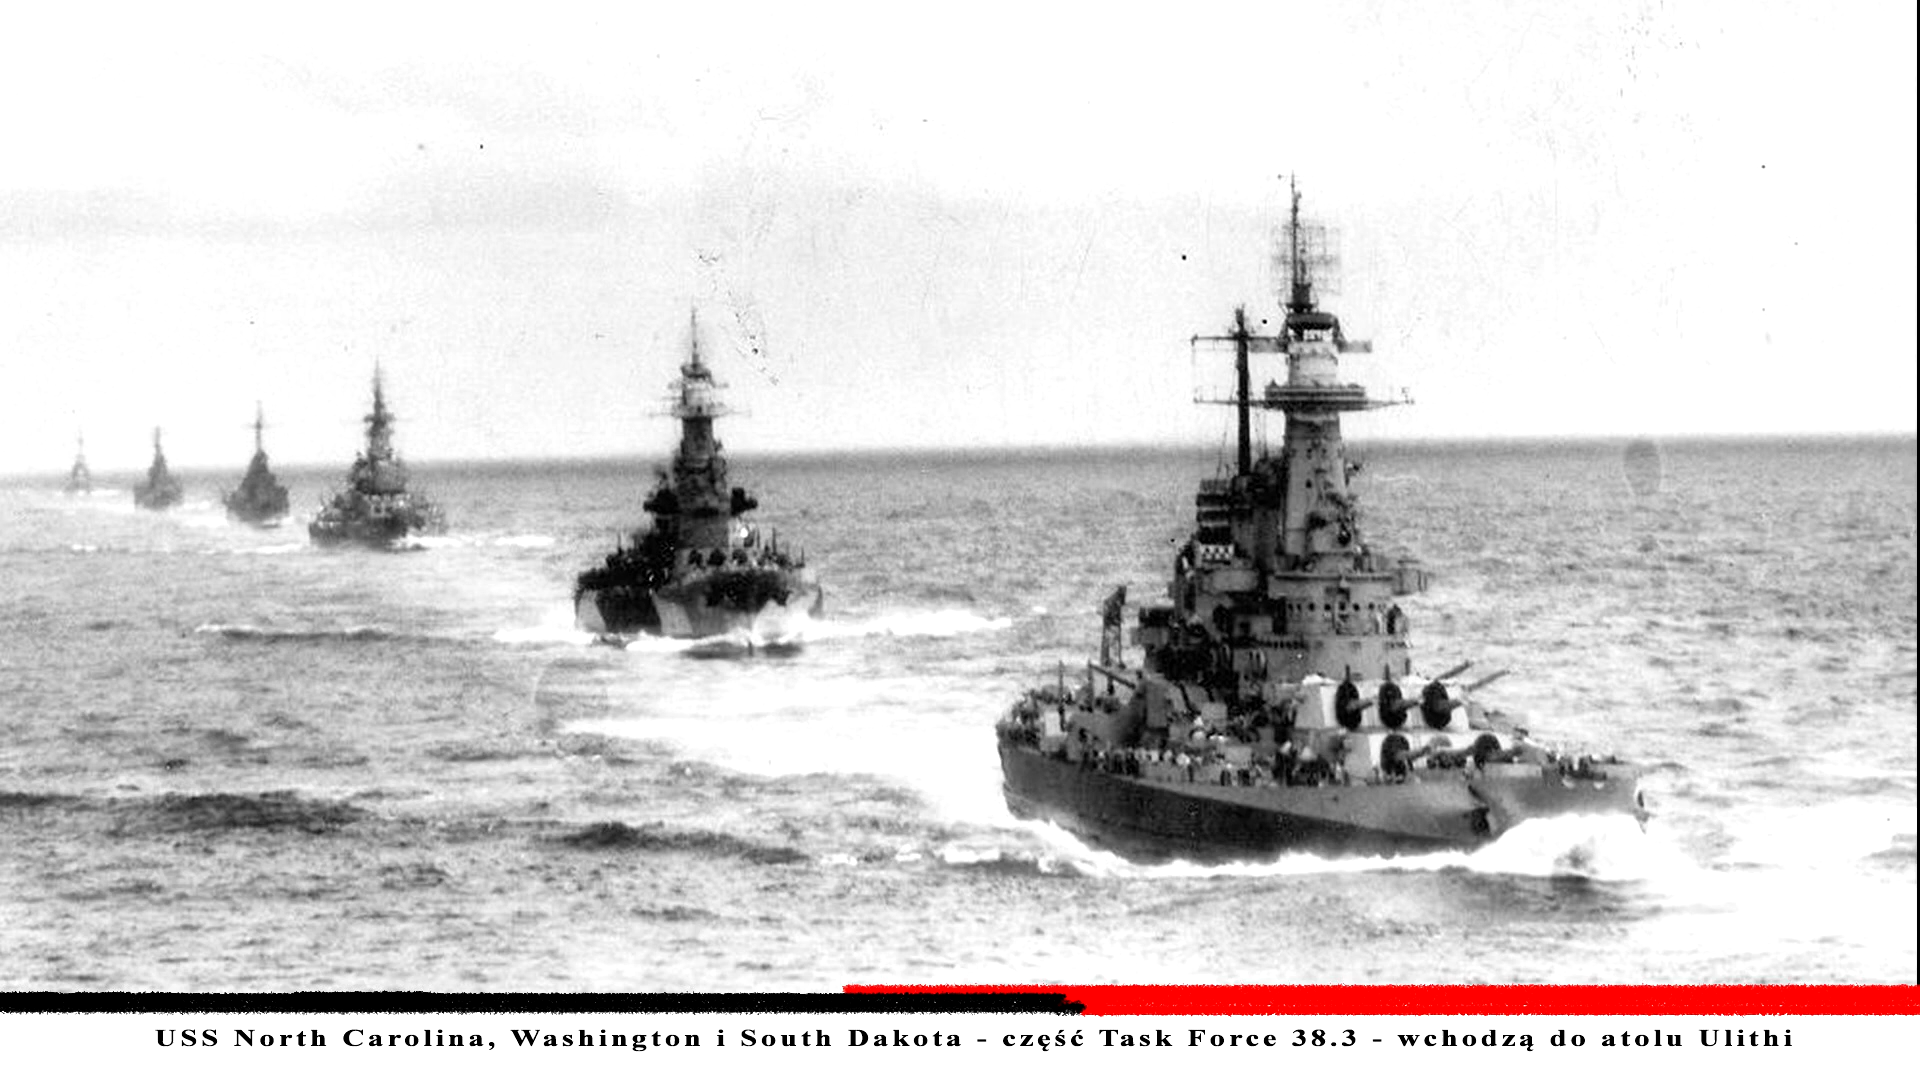 USS North Carolina, Washington i South Dakota - część Task Force 38.3 - wchodzą do atolu Ulithi